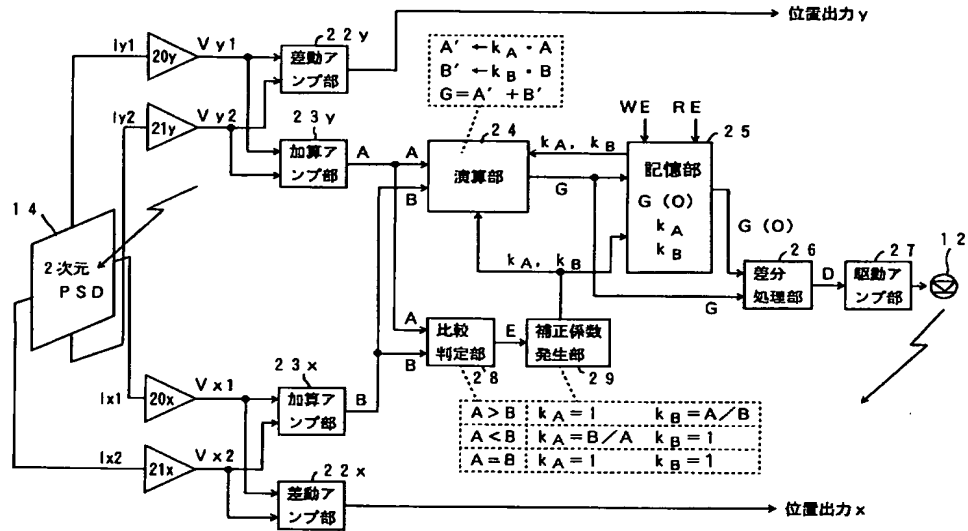 位置出力y
Iy1
20y
Vy1
22y
差動ア
ンプ部
A′ ←kA・A
B′ ←kB・B
G=A′ +B′
Iy2
21y
Vy2
23y
加算ア
ンプ部
A
A
B
24
演算部
kA, kB
G
WE RE
25
記憶部
G (O)
kA
kB
G (O)
14
2次元
PSD
kA, kB
26
差分
処理部
G
D
27
駆動ア
ンプ部
12
A
B
比較
判定部
28
E
補正係数
発生部
29
Ix1
20x
Vx1
23x
加算ア
ンプ部
B
A>B kA=1 kB=A/B
A<B kA=B/A kB=1
A=B kA=1 kB=1
Ix2
21x
Vx2
22x
差動ア
ンプ部
位置出力x